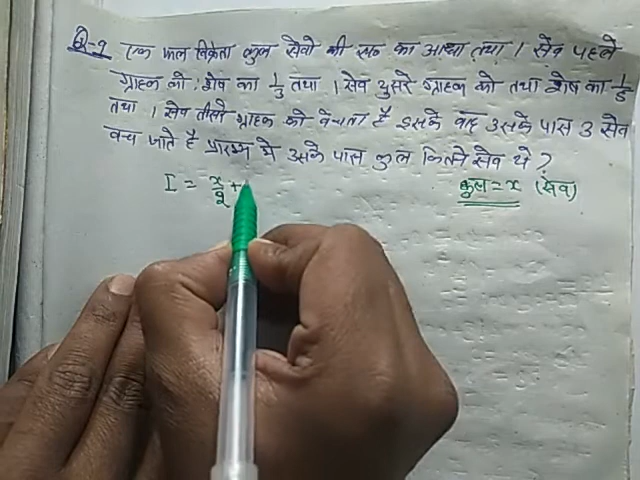 Q-9 एक फल विक्रेता कुल सेवो की का आधा तथा 1 सेव पहले
ग्राहक को, शेष का 1/3 तथा 1 सेव दुसरे ग्राहक को तथा शेष का 1/5
तथा 1 सेव तीसरे ग्राहक को बेचता है इसके बाद उसके पास 3 सेव
बच जाते है प्रारम्भ मे उसके पास कुल कितने सेव थे?
I = x/2 + कुल = x (सेव)